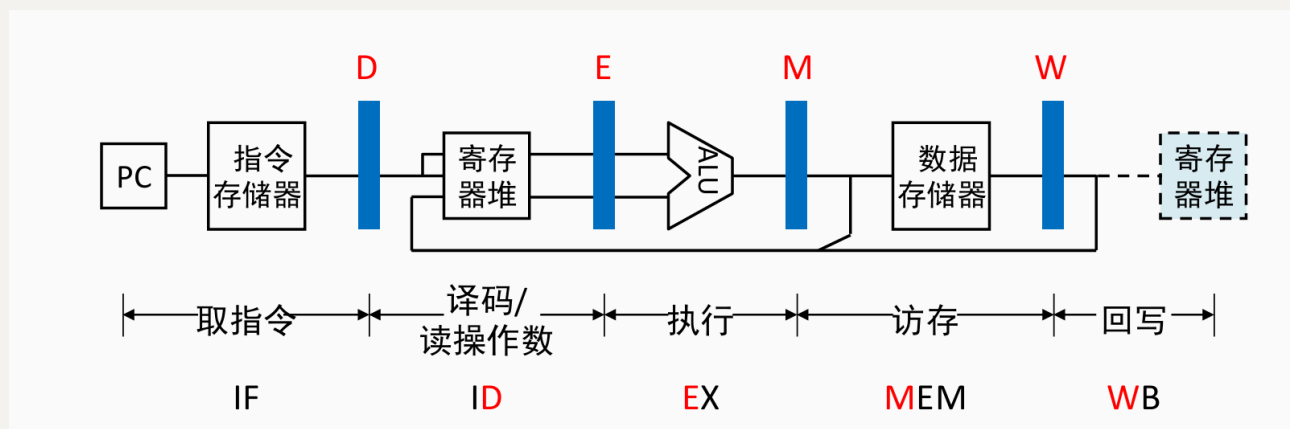 D E M W
PC
指令
存储器
寄存
器堆
ALU
数据
存储器
寄存
器堆
取指令
译码/
读操作数
执行
访存
回写
IF ID EX MEM WB